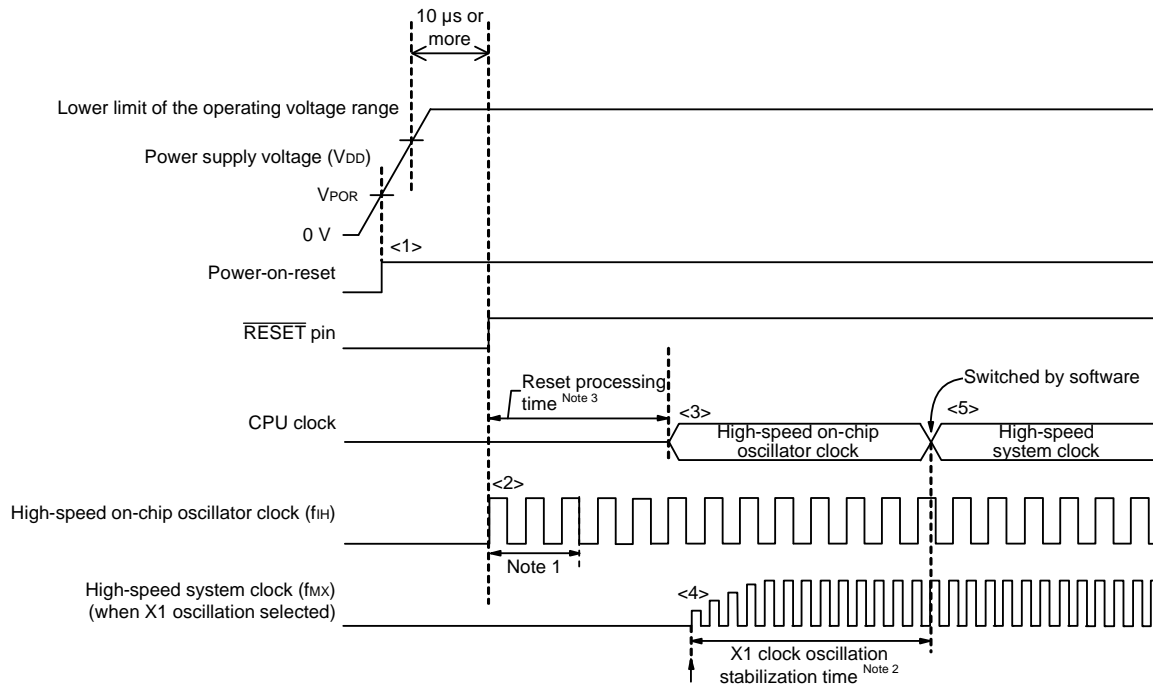 10 µs or
more
Lower limit of the operating voltage range
Power supply voltage (VDD)
VPOR
0 V
<1>
Power-on-reset
RESET pin
Switched by software
Reset processing
time Note 3
<3>
<5>
CPU clock
High-speed on-chip
oscillator clock
High-speed
system clock
<2>
High-speed on-chip oscillator clock (fIH)
Note 1
High-speed system clock (fMX)
(when X1 oscillation selected)
<4>
X1 clock oscillation
stabilization time Note 2